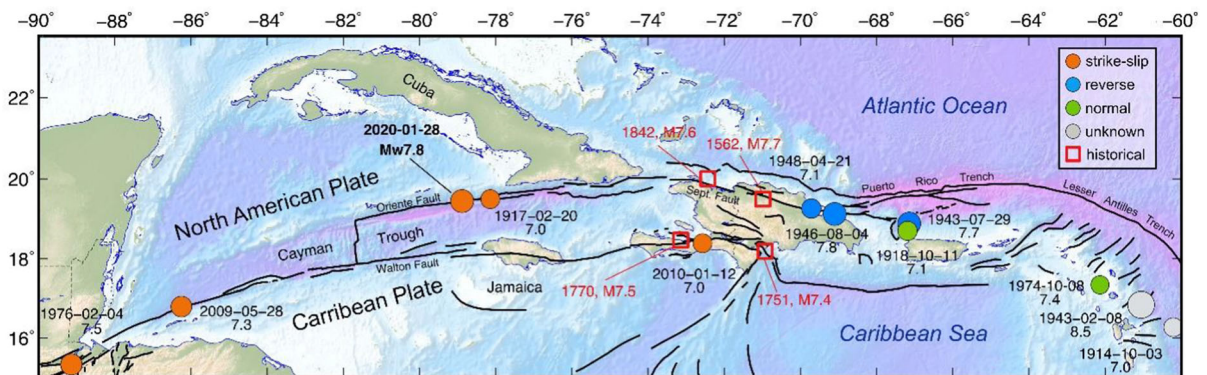 −90° −88° −86° −84° −82° −80° −78° −76° −74° −72° −70° −68° −66° −64° −62° −60°
22°
20°
18°
16°
strike-slip
reverse
normal
unknown
historical
Cuba
Atlantic Ocean
2020-01-28
Mw7.8
1842, M7.6
1562, M7.7
1948−04−21
7.1
North American Plate
Oriente Fault
1917−02−20
7.0
Sept. Fault
Puerto Rico Trench
Lesser Antilles Trench
1946−08−04
7.8
1943−07−29
7.7
1918−10−11
7.1
Cayman Trough
Walton Fault
2010−01−12
7.0
1770, M7.5
1751, M7.4
Jamaica
Carribean Plate
2009−05−28
7.3
1976−02−04
7.5
Caribbean Sea
1974−10−08
7.4
1943−02−08
8.5
1914−10−03
7.0